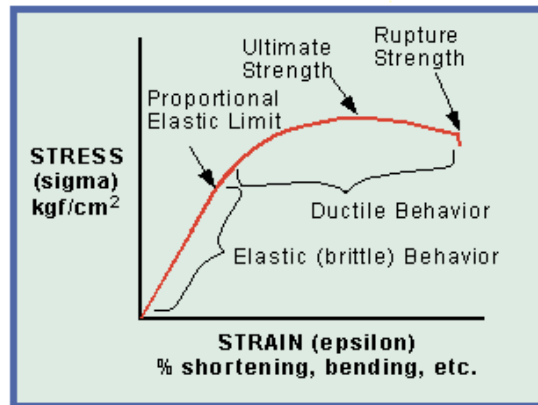 Ultimate
Strength
Rupture
Strength
Proportional
Elastic Limit
STRESS
(sigma)
kgf/cm²
Ductile Behavior
Elastic (brittle) Behavior
STRAIN (epsilon)
% shortening, bending, etc.